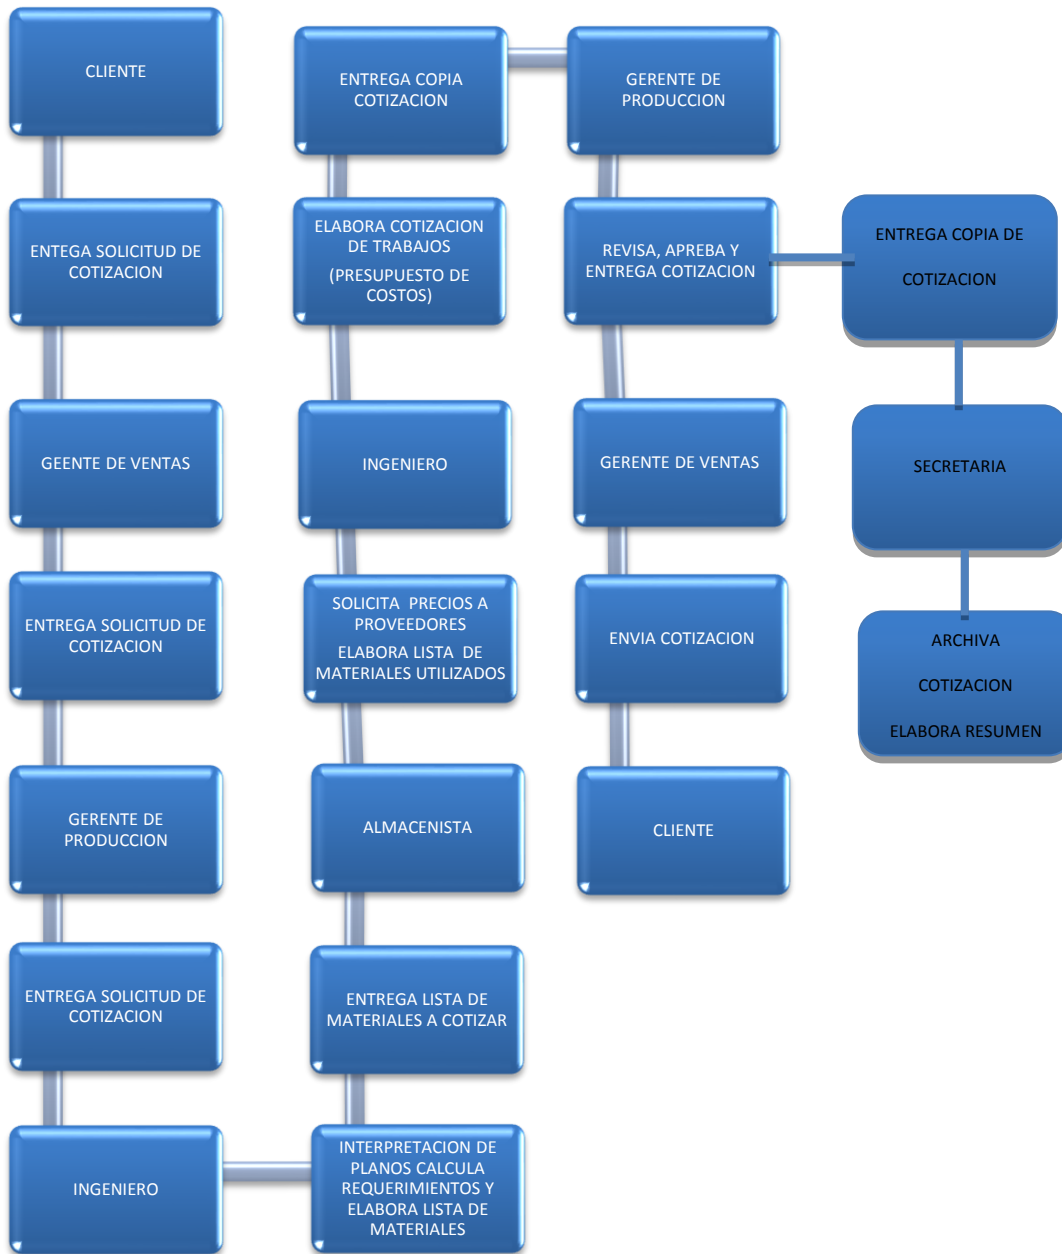 CLIENTE
ENTEGA SOLICITUD DE
COTIZACION
GEENTE DE VENTAS
ENTREGA SOLICITUD DE
COTIZACION
GERENTE DE
PRODUCCION
ENTREGA SOLICITUD DE
COTIZACION
INGENIERO
INTERPRETACION DE
PLANOS CALCULA
REQUERIMIENTOS Y
ELABORA LISTA DE
MATERIALES
ENTREGA LISTA DE
MATERIALES A COTIZAR
ALMACENISTA
SOLICITA PRECIOS A
PROVEEDORES
ELABORA LISTA DE
MATERIALES UTILIZADOS
INGENIERO
ELABORA COTIZACION
DE TRABAJOS
(PRESUPUESTO DE
COSTOS)
ENTREGA COPIA
COTIZACION
GERENTE DE
PRODUCCION
REVISA, APREBA Y
ENTREGA COTIZACION
GERENTE DE VENTAS
ENVIA COTIZACION
CLIENTE
ENTREGA COPIA DE
COTIZACION
SECRETARIA
ARCHIVA
COTIZACION
ELABORA RESUMEN